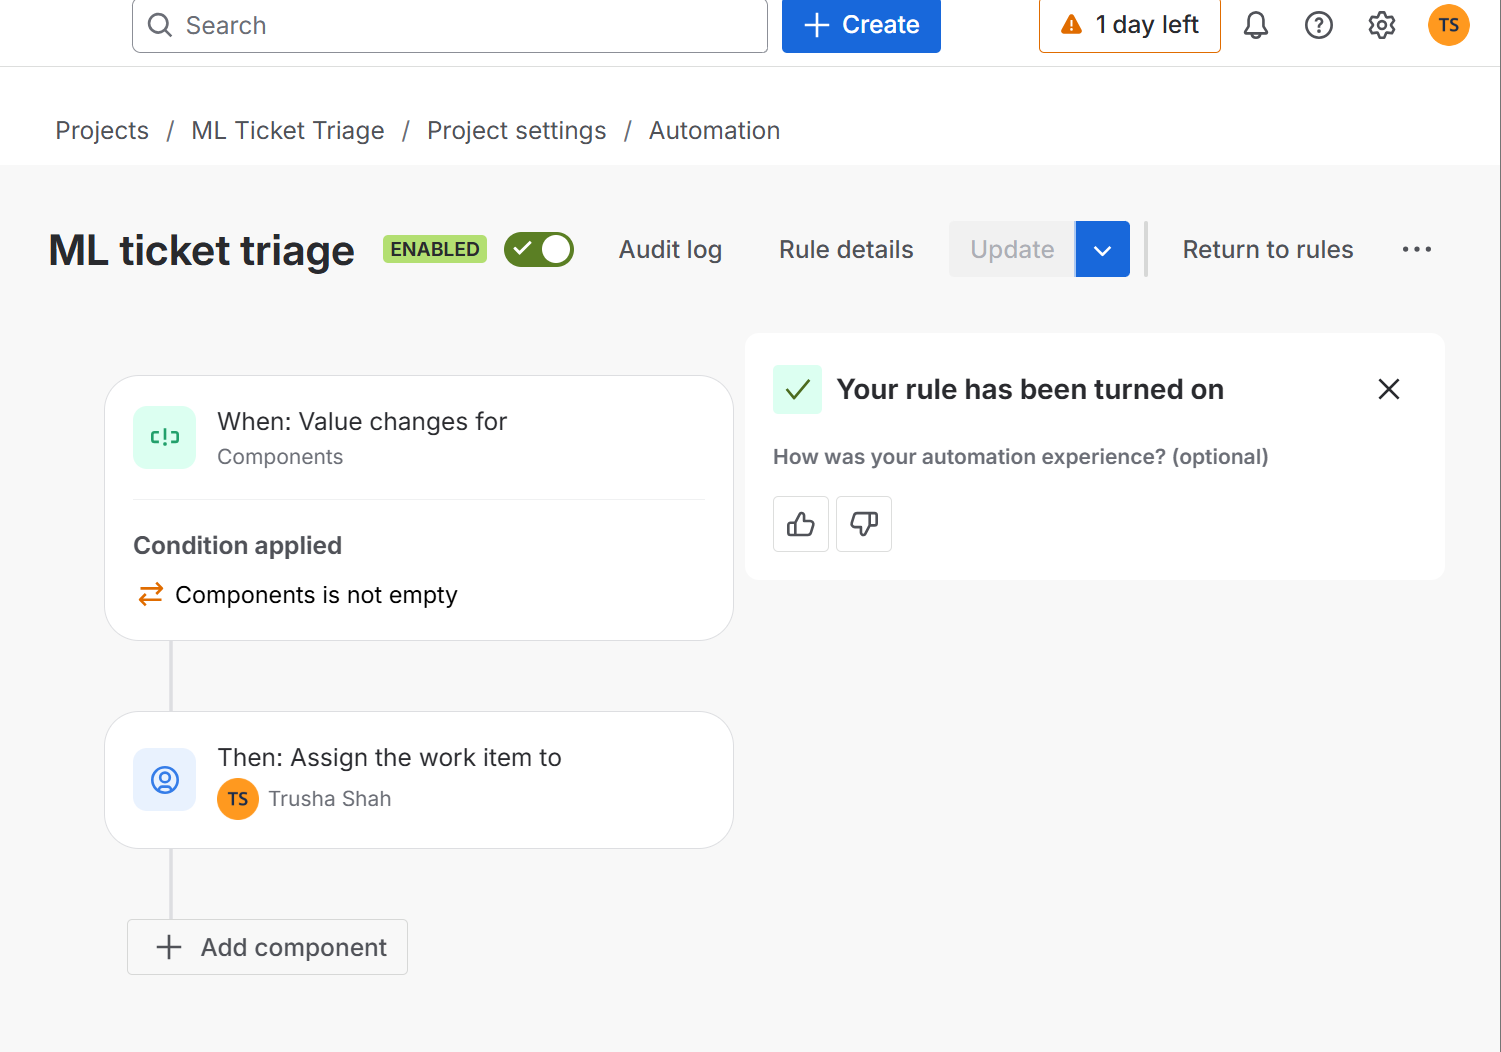 Search
Create
1 day left
TS
Projects / ML Ticket Triage / Project settings / Automation
ML ticket triage
ENABLED
Audit log
Rule details
Update
Return to rules
When: Value changes for
Components
Condition applied
Components is not empty
Then: Assign the work item to
TS Trusha Shah
Add component
Your rule has been turned on
How was your automation experience? (optional)